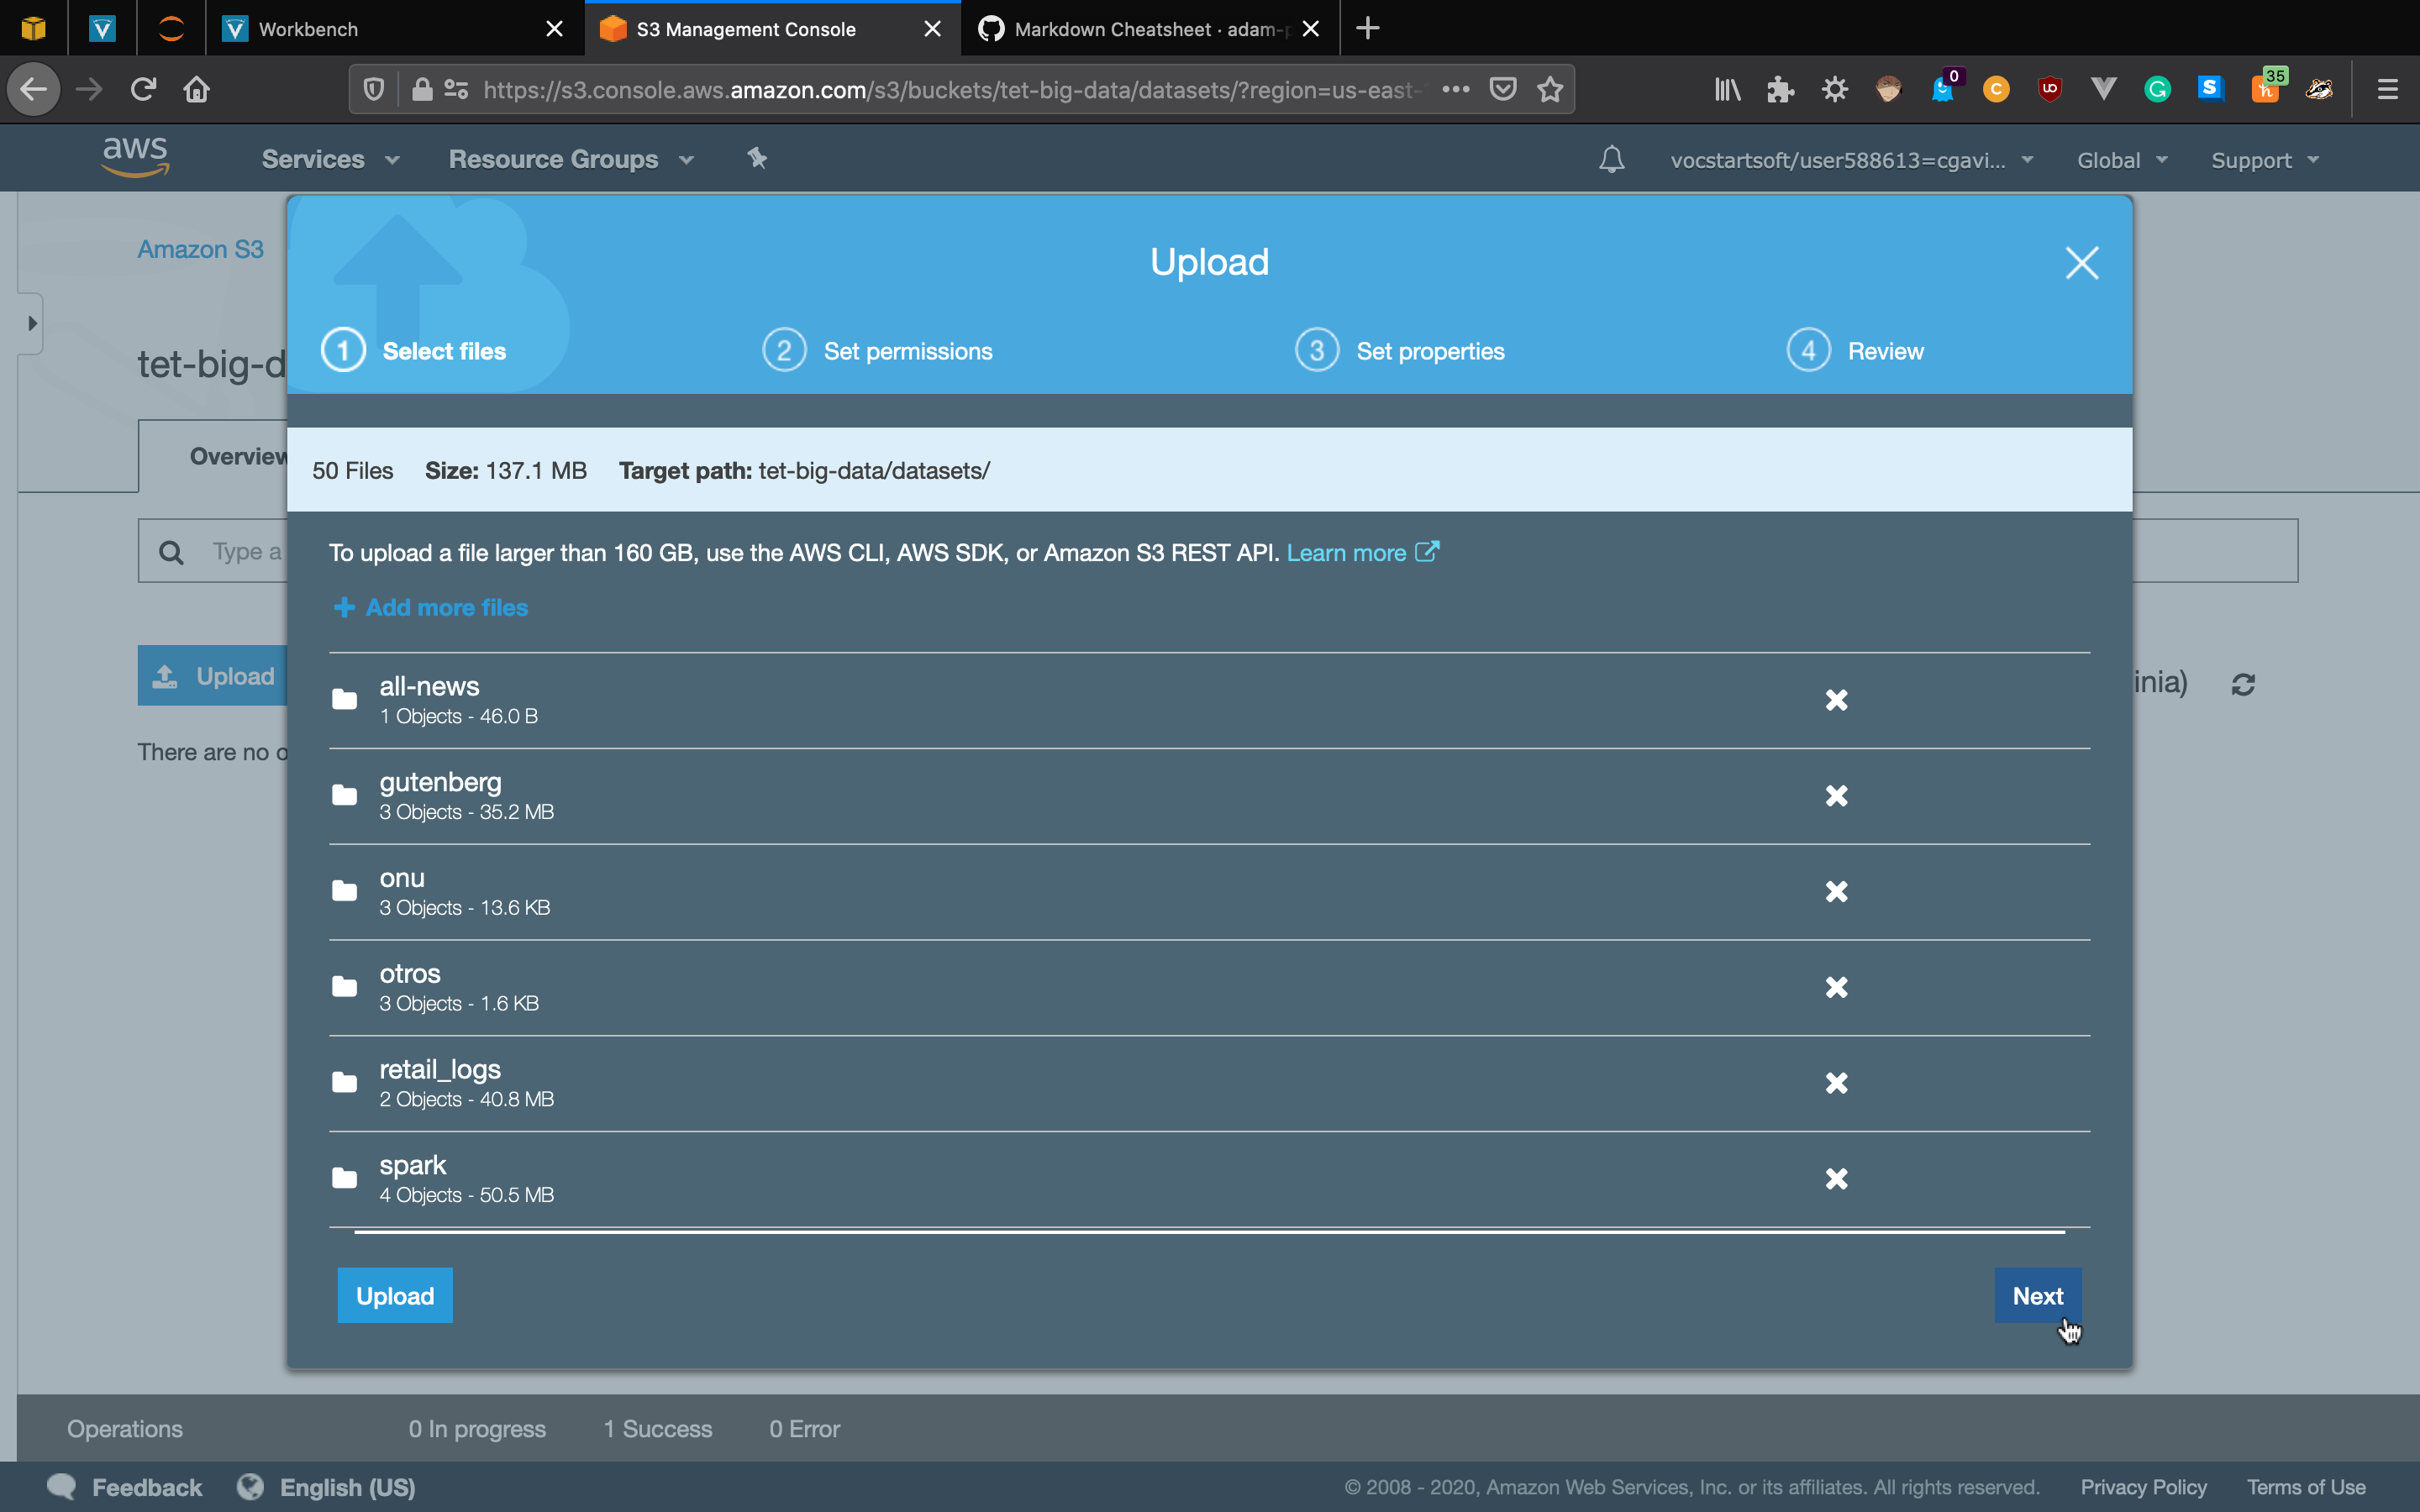 Workbench
S3 Management Console
Markdown Cheatsheet · adam-p
https://s3.console.aws.amazon.com/s3/buckets/tet-big-data/datasets/?region=us-east-
0
35
aws
Services
Resource Groups
vocstartsoft/user588613=cgavi...
Global
Support
Amazon S3
Upload
1 Select files
2 Set permissions
3 Set properties
4 Review
tet-big-d
Overview
50 Files Size: 137.1 MB Target path: tet-big-data/datasets/
Type a
To upload a file larger than 160 GB, use the AWS CLI, AWS SDK, or Amazon S3 REST API. Learn more
Add more files
Upload
inia)
There are no o
all-news
1 Objects - 46.0 B
gutenberg
3 Objects - 35.2 MB
onu
3 Objects - 13.6 KB
otros
3 Objects - 1.6 KB
retail_logs
2 Objects - 40.8 MB
spark
4 Objects - 50.5 MB
Upload
Next
Operations
0 In progress
1 Success
0 Error
Feedback
English (US)
© 2008 - 2020, Amazon Web Services, Inc. or its affiliates. All rights reserved.
Privacy Policy
Terms of Use